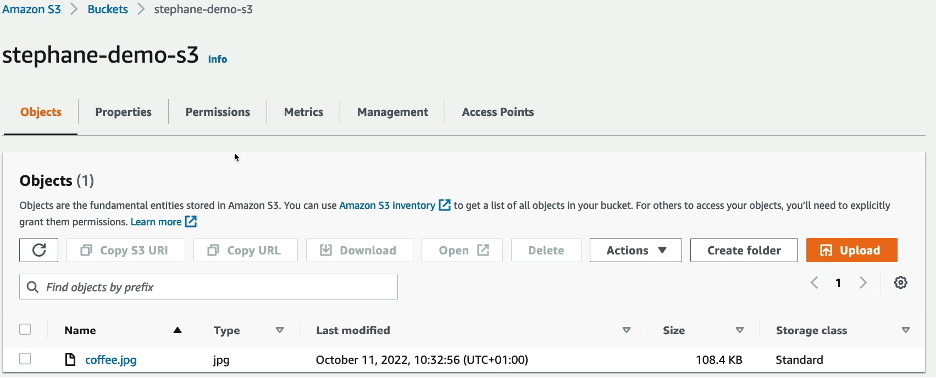 Amazon S3 > Buckets > stephane-demo-s3
stephane-demo-s3 Info
Objects Properties Permissions Metrics Management Access Points
Objects (1)
Objects are the fundamental entities stored in Amazon S3. You can use Amazon S3 inventory to get a list of all objects in your bucket. For others to access your objects, you'll need to explicitly
grant them permissions. Learn more
Copy S3 URI Copy URL Download Open Delete Actions Create folder Upload
Find objects by prefix
1
Name Type Last modified Size Storage class
coffee.jpg jpg October 11, 2022, 10:32:56 (UTC+01:00) 108.4 KB Standard